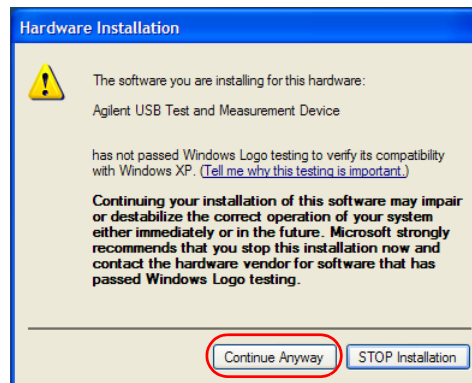 Hardware Installation
The software you are installing for this hardware:
Agilent USB Test and Measurement Device
has not passed Windows Logo testing to verify its compatibility
with Windows XP. (Tell me why this testing is important.)
Continuing your installation of this software may impair
or destabilize the correct operation of your system
either immediately or in the future. Microsoft strongly
recommends that you stop this installation now and
contact the hardware vendor for software that has
passed Windows Logo testing.
Continue Anyway
STOP Installation